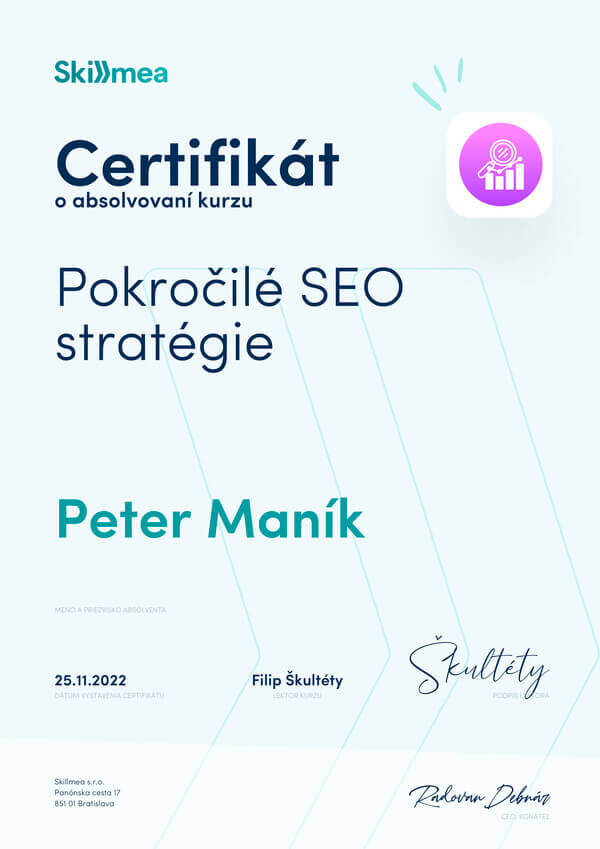 Skillmea
Certifikát
o absolvovaní kurzu
Pokročilé SEO
stratégie
Peter Maník
MENO A PRIEZVISKO ABSOLVENTA
25.11.2022
DÁTUM VYSTAVENIA CERTIFIKÁTU
Filip Škultéty
LEKTOR KURZU
Škultéty
PODPIS LEKTORA
Skillmea s.r.o.
Panónska cesta 17
851 01 Bratislava
Radovan Debnár
CEO, KONATEĽ